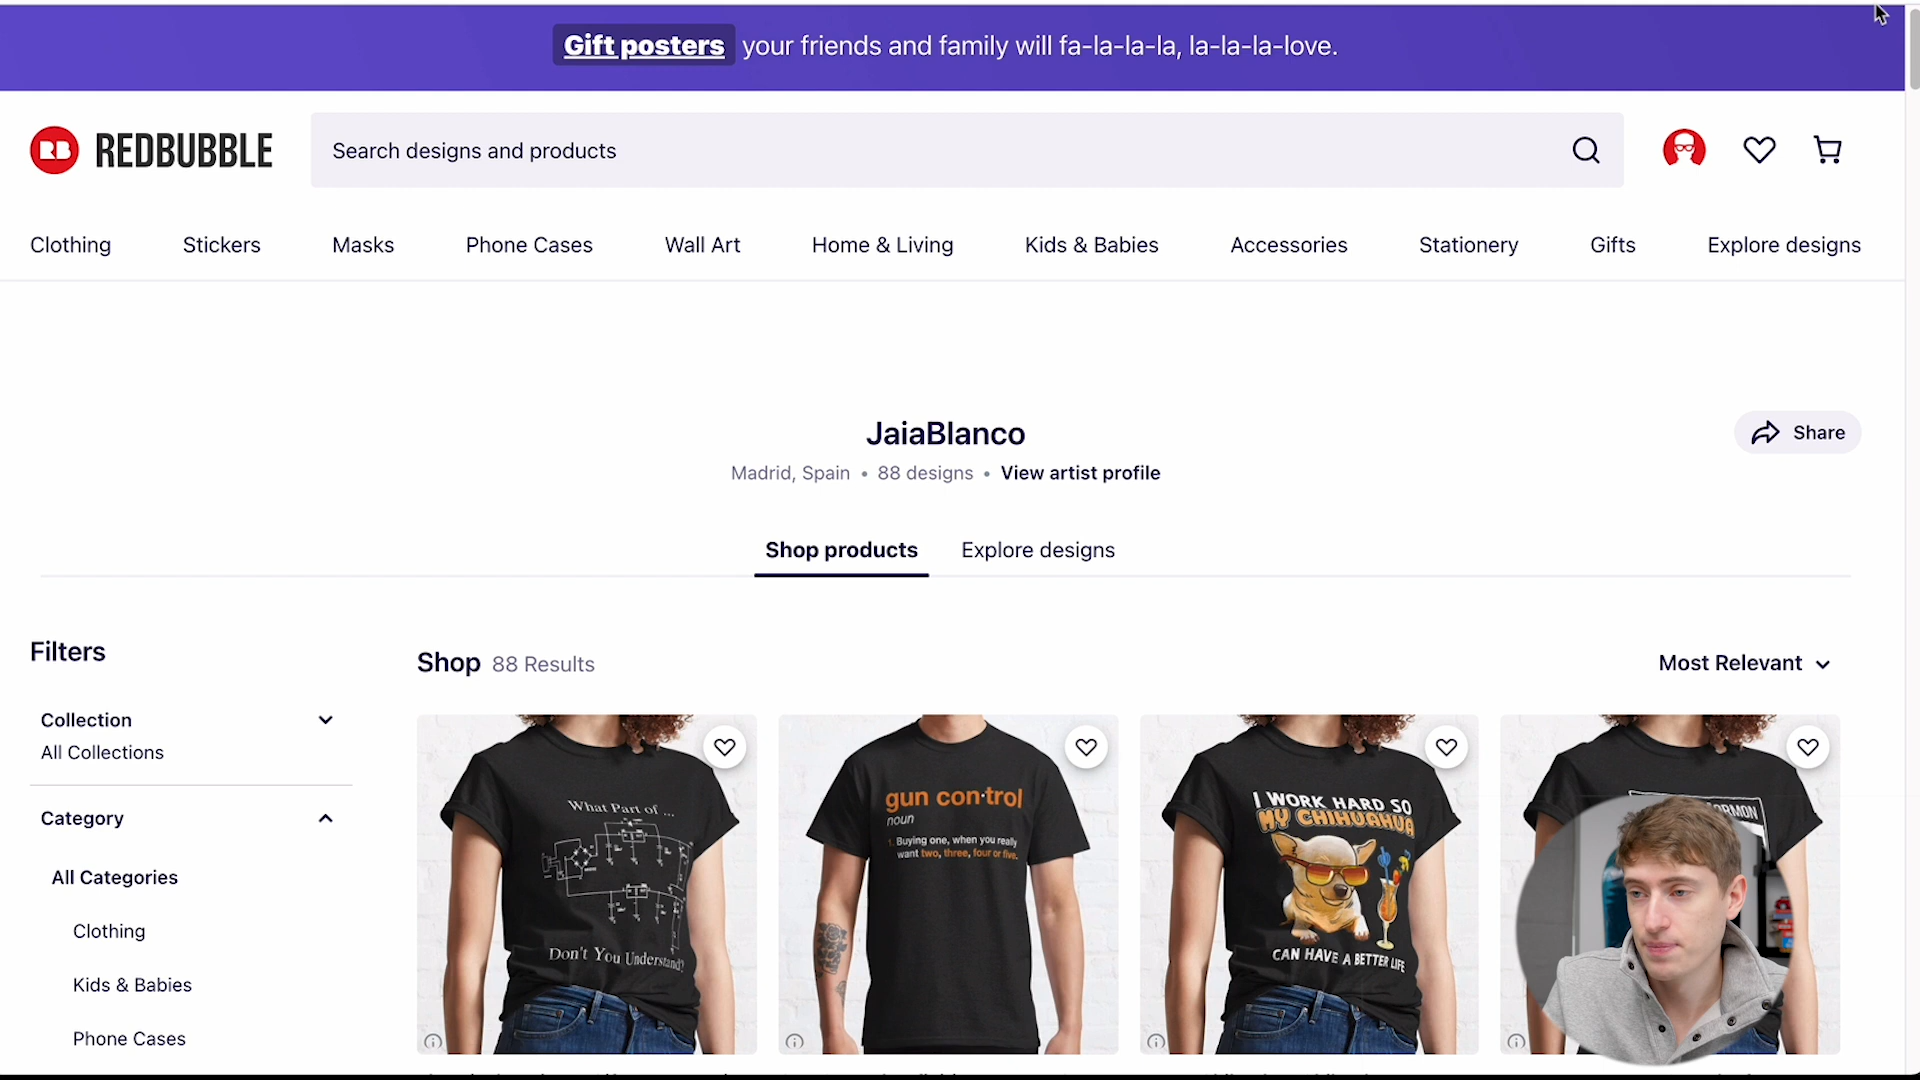 Gift posters your friends and family will fa-la-la-la, la-la-la-love.
RB REDBUBBLE
Search designs and products
Clothing
Stickers
Masks
Phone Cases
Wall Art
Home & Living
Kids & Babies
Accessories
Stationery
Gifts
Explore designs
JaiaBlanco
Share
Madrid, Spain • 88 designs • View artist profile
Shop products
Explore designs
Filters
Shop 88 Results
Most Relevant
Collection
All Collections
Category
All Categories
Clothing
Kids & Babies
Phone Cases
What Part of ...
Don't You Understand?
gun con·trol
noun
1. Buying one, when you really
want two, three, four or five.
I WORK HARD SO
MY CHIHUAHUA
CAN HAVE A BETTER LIFE